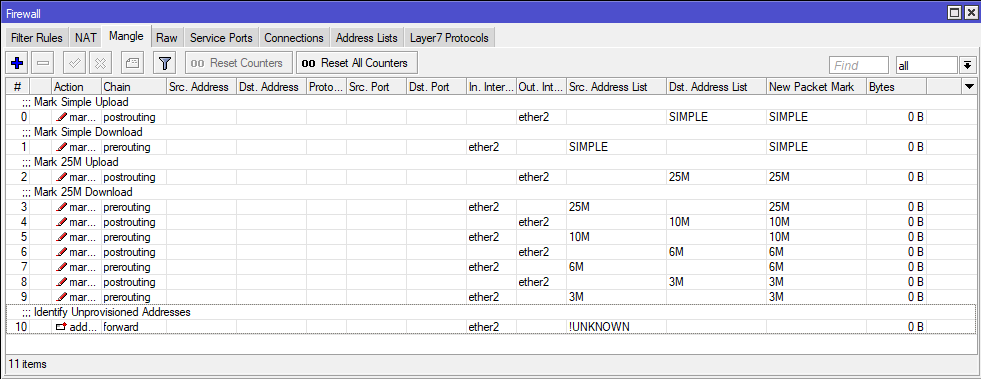 Firewall
Filter Rules NAT Mangle Raw Service Ports Connections Address Lists Layer7 Protocols
00 Reset Counters 00 Reset All Counters Find all
# Action Chain Src. Address Dst. Address Proto... Src. Port Dst. Port In. Inter... Out. Int... Src. Address List Dst. Address List New Packet Mark Bytes
;;; Mark Simple Upload
0 mar... postrouting ether2 SIMPLE SIMPLE 0 B
;;; Mark Simple Download
1 mar... prerouting ether2 SIMPLE SIMPLE 0 B
;;; Mark 25M Upload
2 mar... postrouting ether2 25M 25M 0 B
;;; Mark 25M Download
3 mar... prerouting ether2 25M 25M 0 B
4 mar... postrouting ether2 10M 10M 0 B
5 mar... prerouting ether2 10M 10M 0 B
6 mar... postrouting ether2 6M 6M 0 B
7 mar... prerouting ether2 6M 6M 0 B
8 mar... postrouting ether2 3M 3M 0 B
9 mar... prerouting ether2 3M 3M 0 B
;;; Identify Unprovisioned Addresses
10 add... forward ether2 !UNKNOWN 0 B
11 items